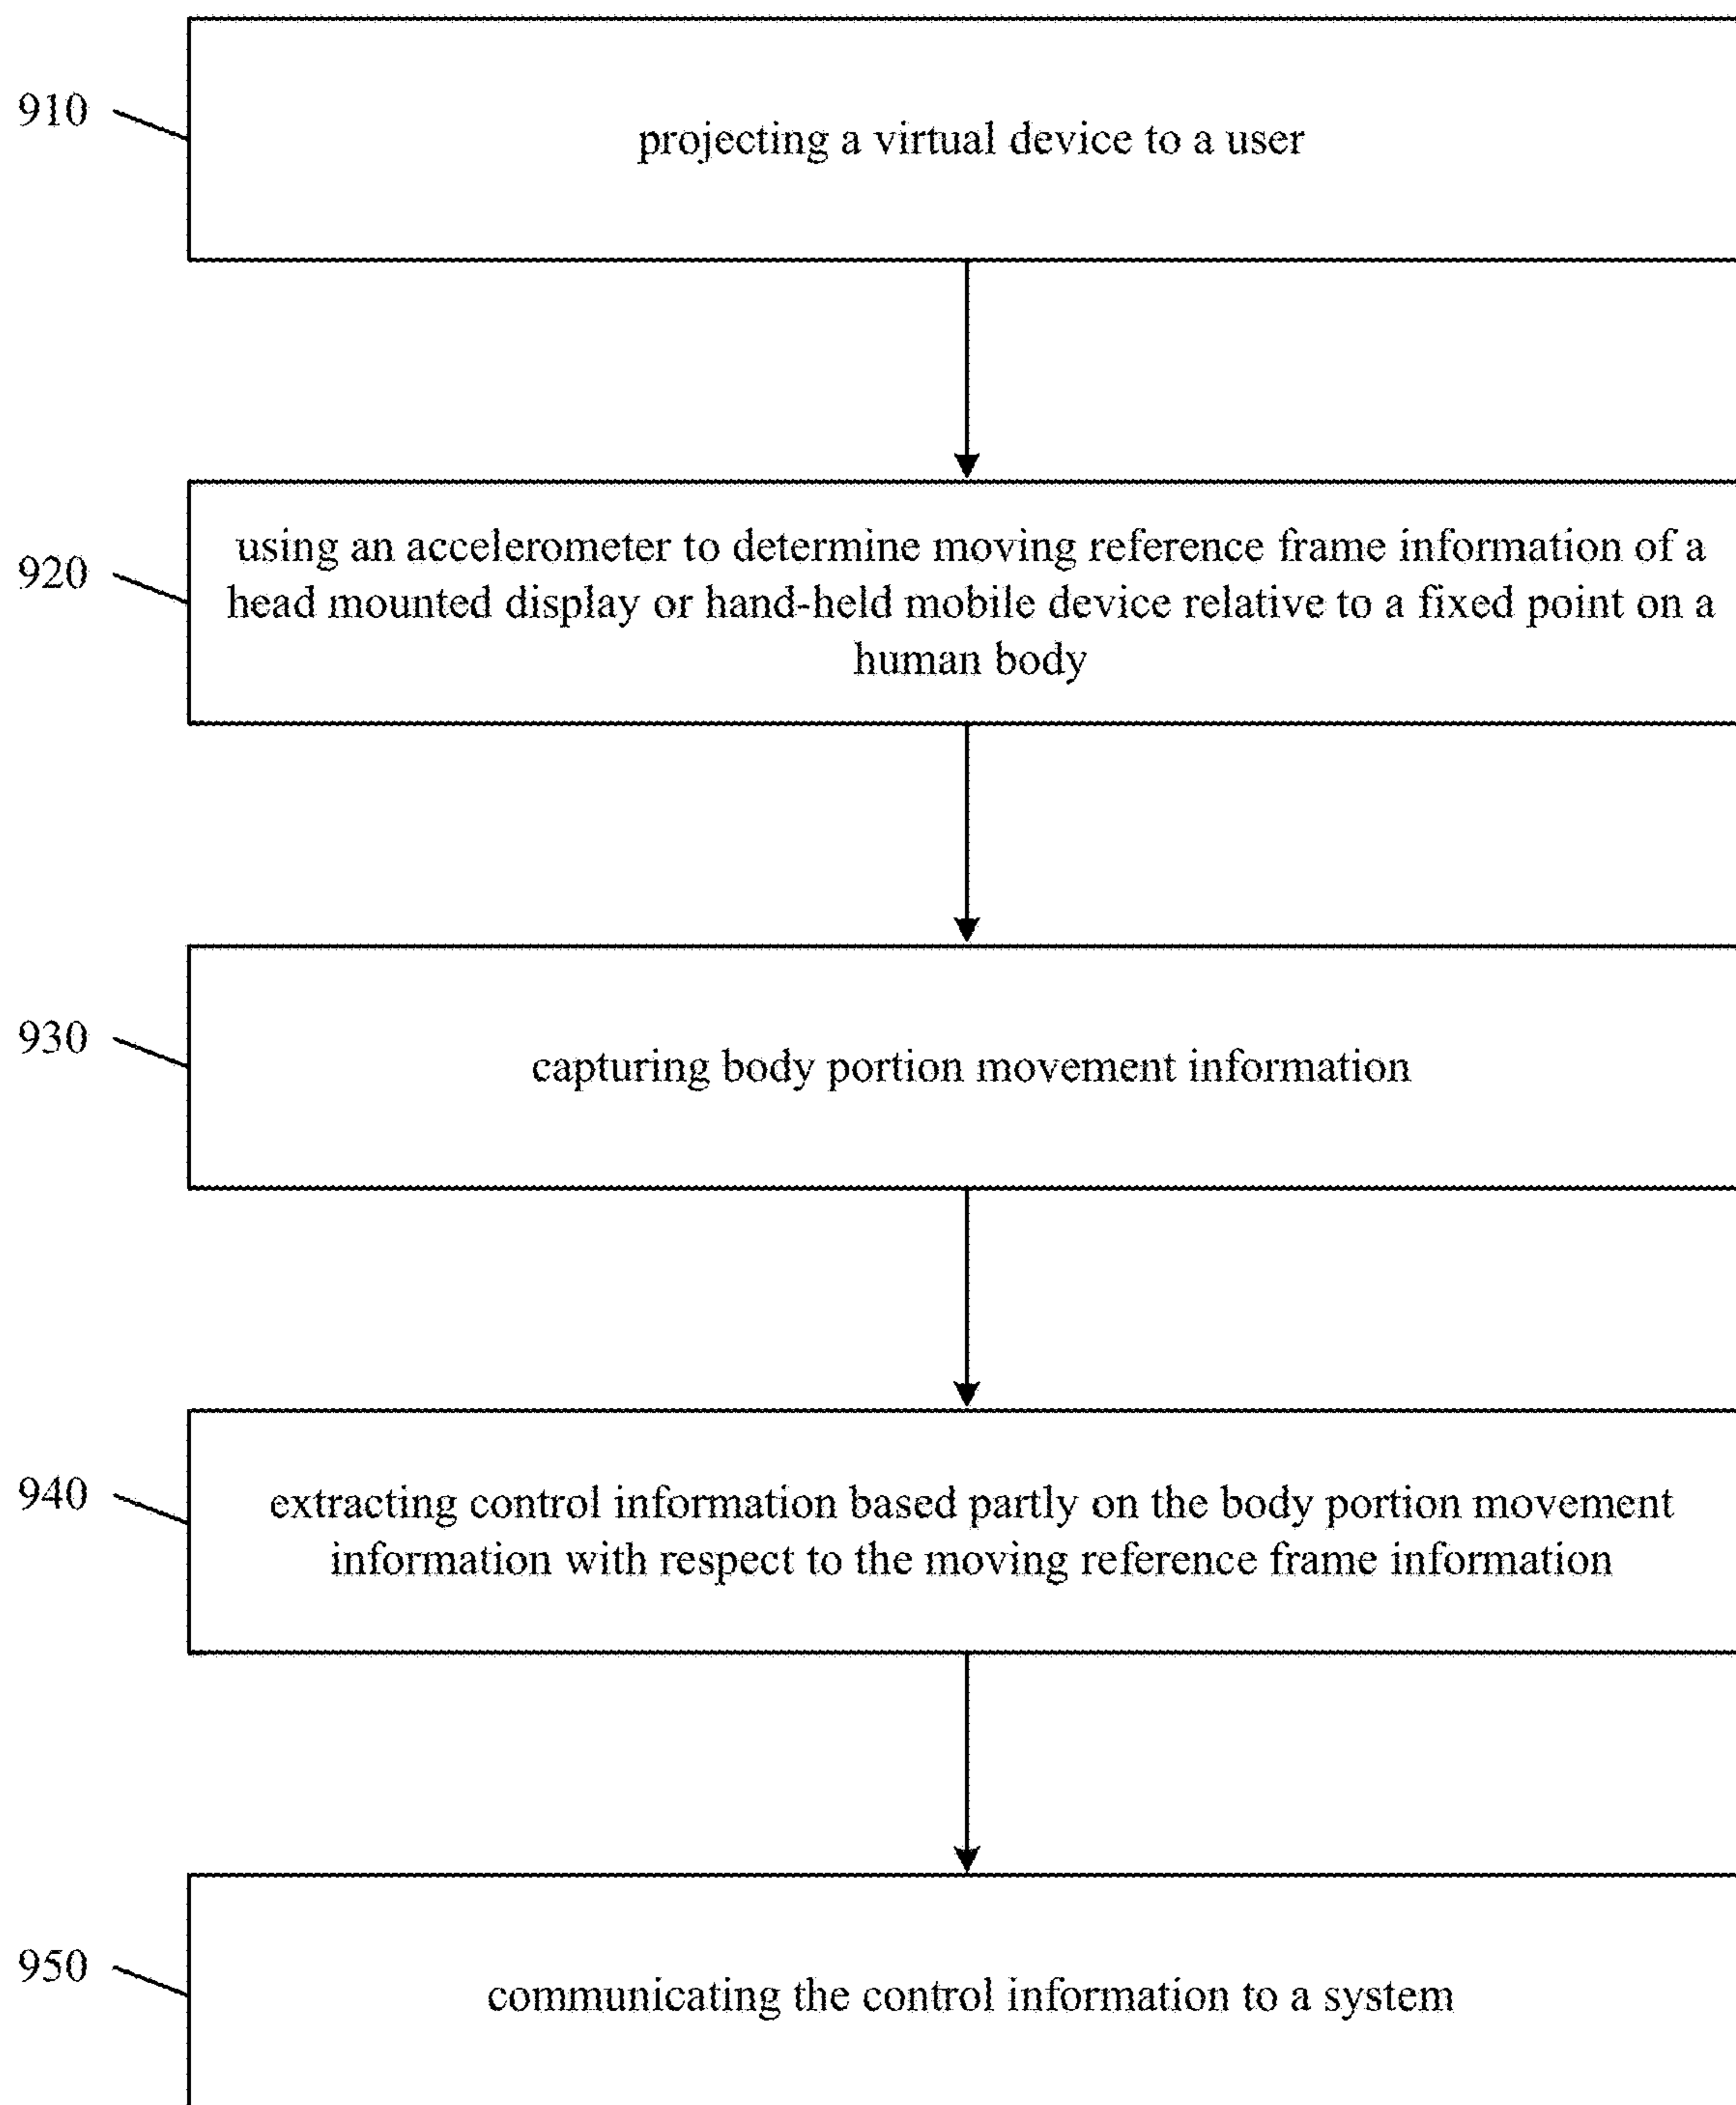 910
projecting a virtual device to a user
920
using an accelerometer to determine moving reference frame information of a
head mounted display or hand-held mobile device relative to a fixed point on a
human body
930
capturing body portion movement information
940
extracting control information based partly on the body portion movement
information with respect to the moving reference frame information
950
communicating the control information to a system